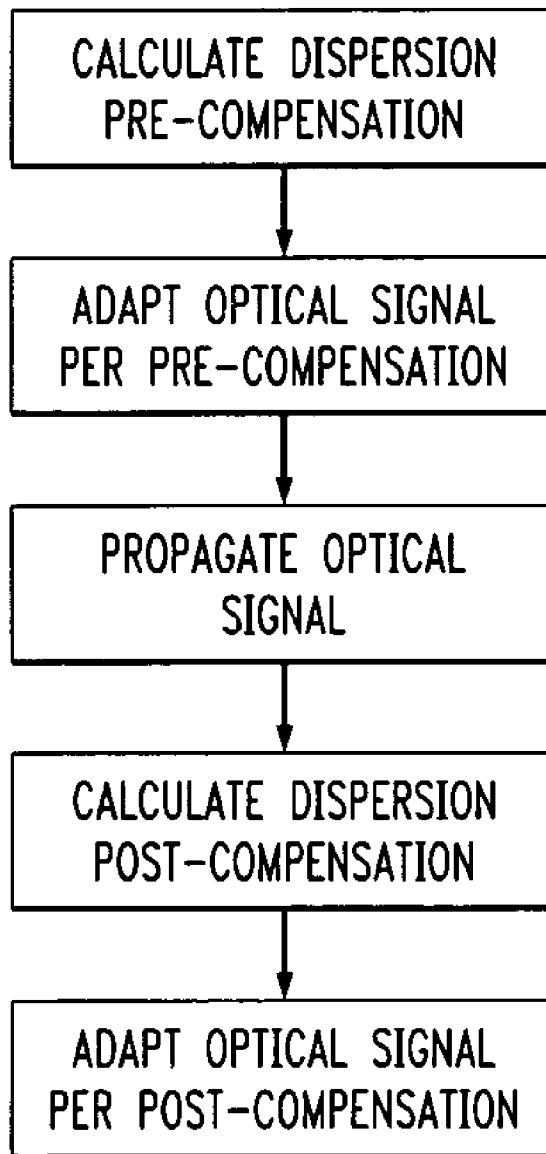 CALCULATE DISPERSION
PRE-COMPENSATION
ADAPT OPTICAL SIGNAL
PER PRE-COMPENSATION
PROPAGATE OPTICAL
SIGNAL
CALCULATE DISPERSION
POST-COMPENSATION
ADAPT OPTICAL SIGNAL
PER POST-COMPENSATION